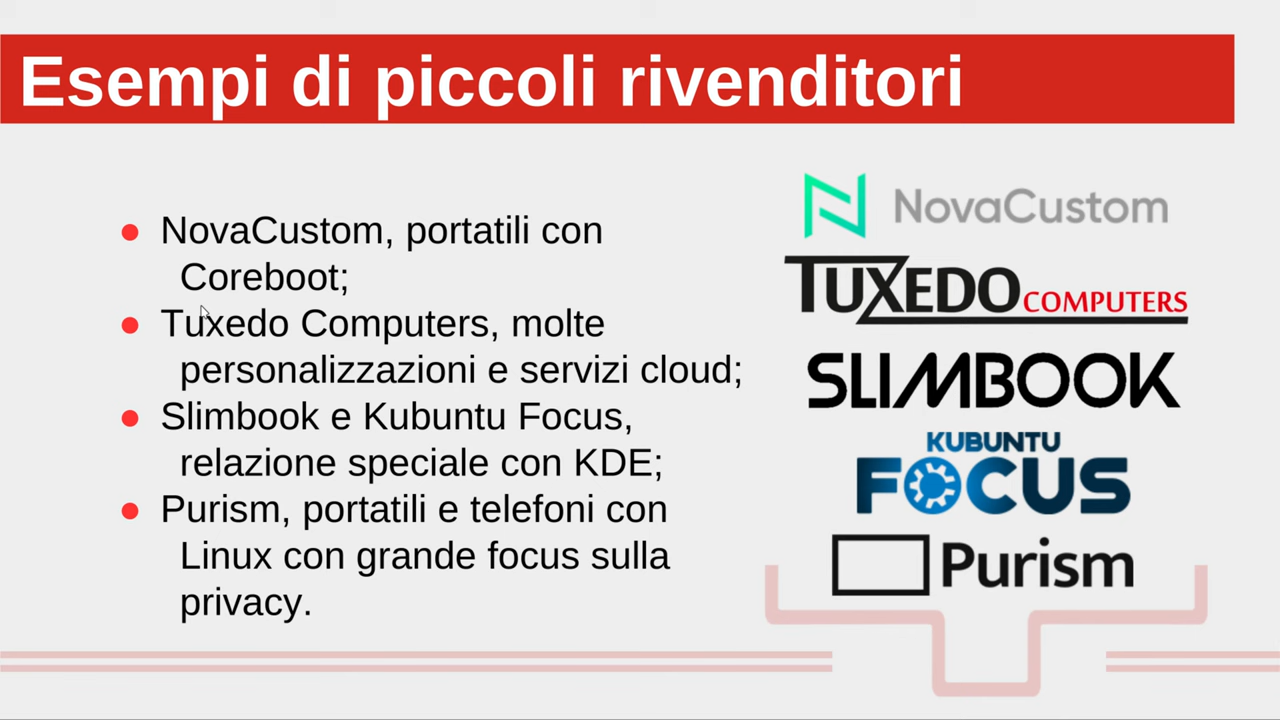 Esempi di piccoli rivenditori
● NovaCustom, portatili con
Coreboot;
● Tuxedo Computers, molte
personalizzazioni e servizi cloud;
● Slimbook e Kubuntu Focus,
relazione speciale con KDE;
● Purism, portatili e telefoni con
Linux con grande focus sulla
privacy.
NovaCustom
TUXEDO COMPUTERS
SLIMBOOK
KUBUNTU
FOCUS
Purism